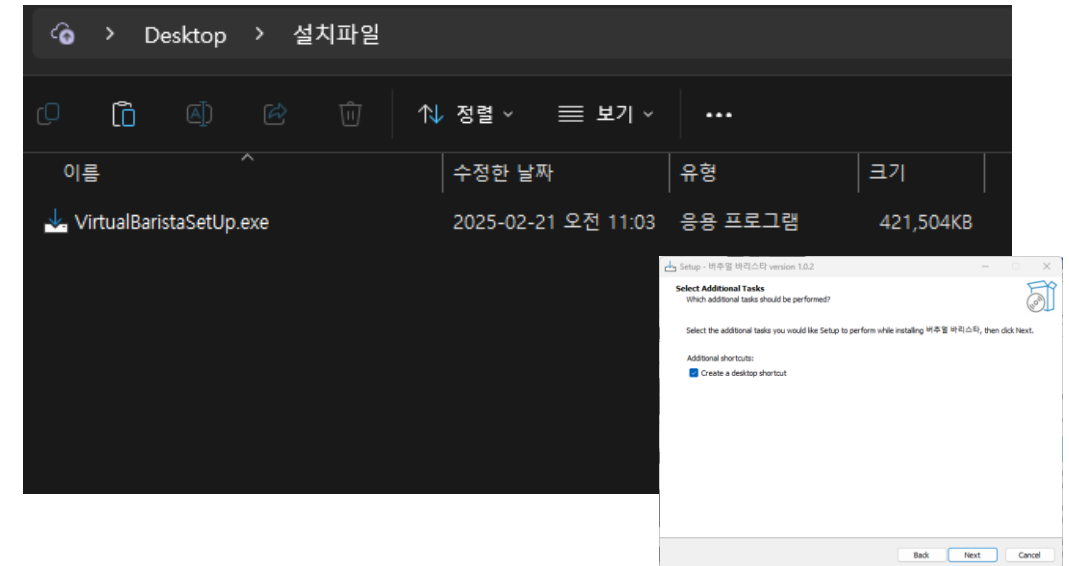 Desktop > 설치파일
정렬 보기 ...
이름 수정한 날짜 유형 크기
VirtualBaristaSetUp.exe 2025-02-21 오전 11:03 응용 프로그램 421,504KB
Setup - 버추얼 바리스타 version 1.0.2
Select Additional Tasks
Which additional tasks should be performed?
Select the additional tasks you would like Setup to perform while installing 버추얼 바리스타, then click Next.
Additional shortcuts:
Create a desktop shortcut
Back Next Cancel